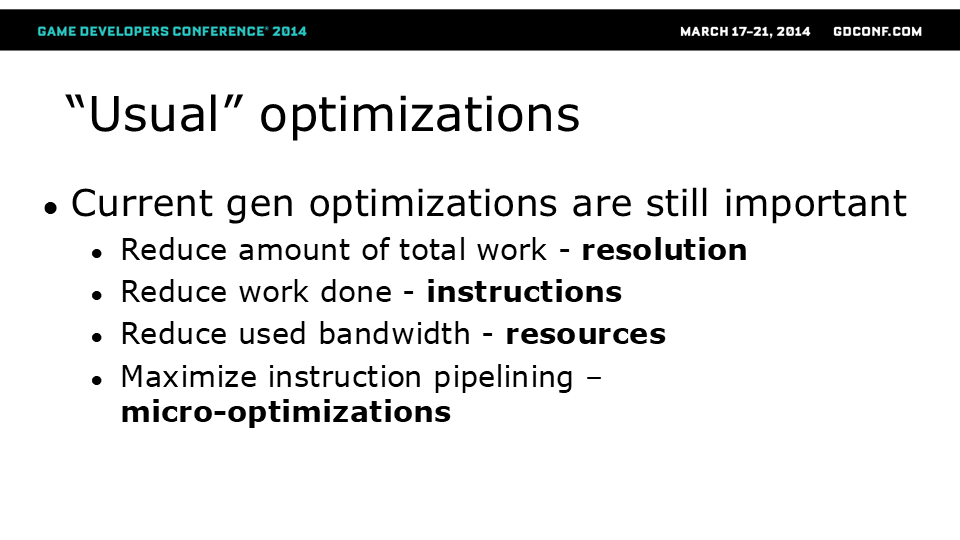 GAME DEVELOPERS CONFERENCE® 2014 MARCH 17–21, 2014 GDCONF.COM
“Usual” optimizations
● Current gen optimizations are still important
● Reduce amount of total work - resolution
● Reduce work done - instructions
● Reduce used bandwidth - resources
● Maximize instruction pipelining –
micro-optimizations